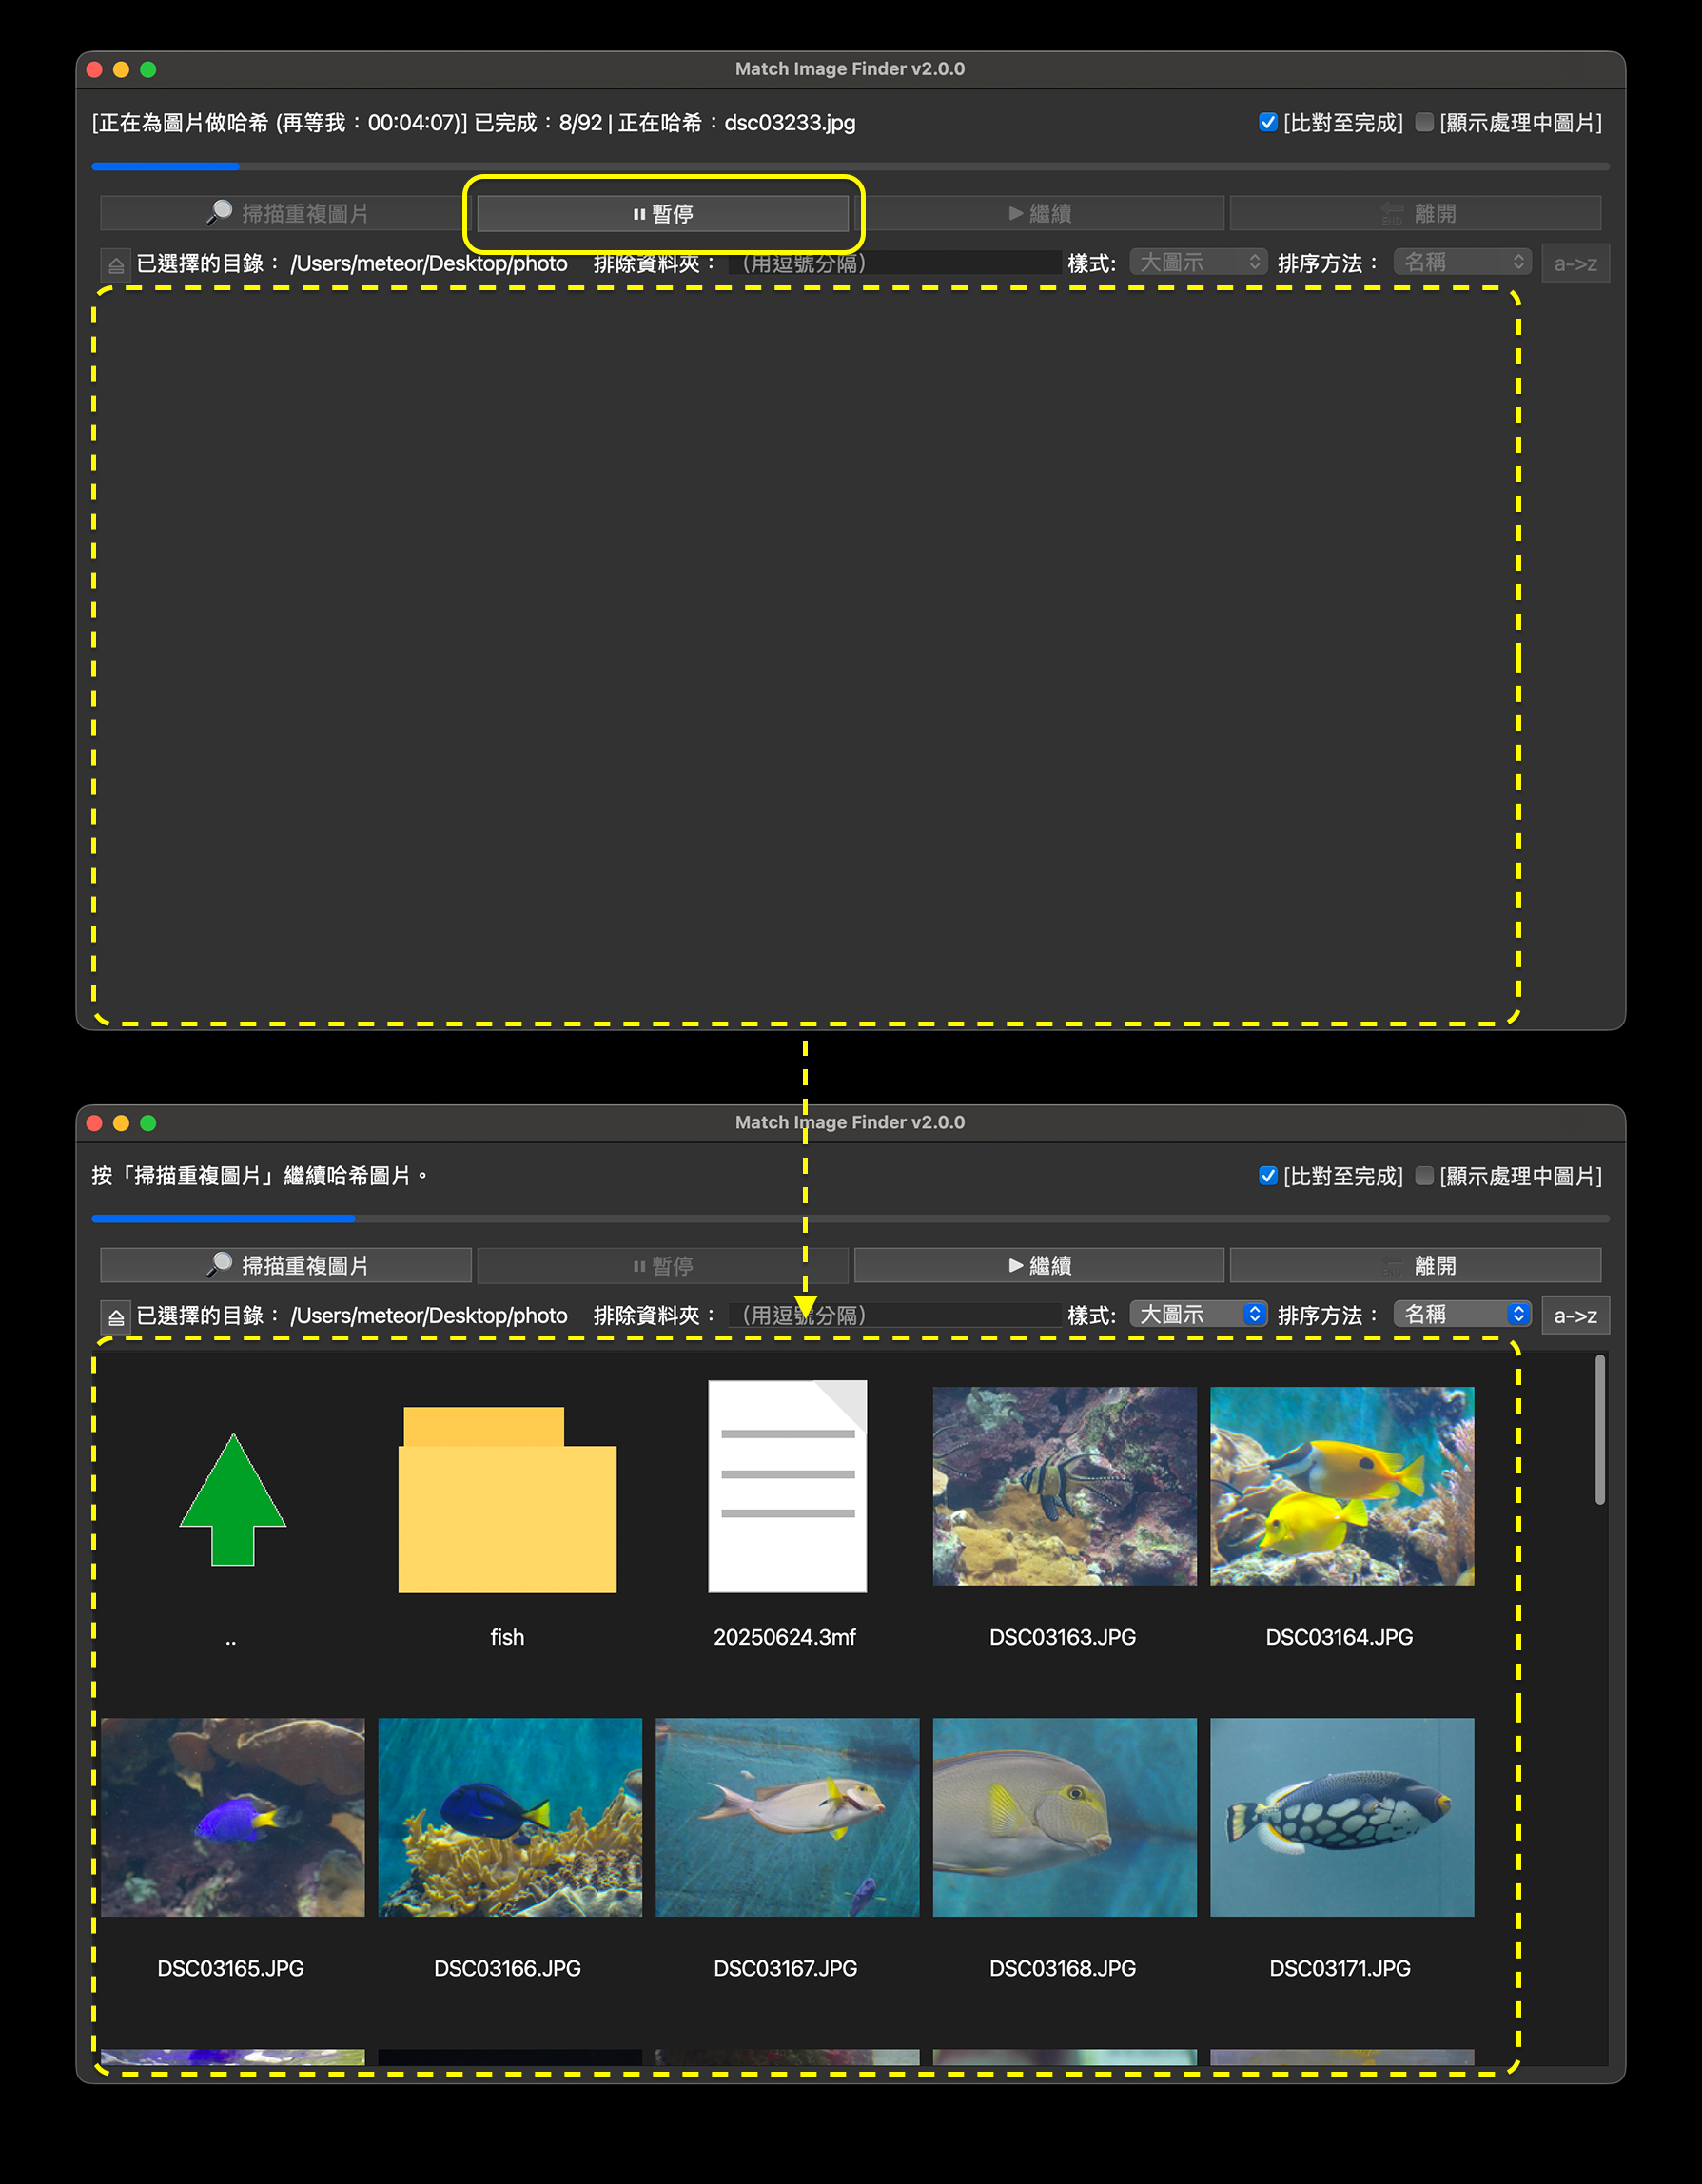 Match Image Finder v2.0.0
[正在為圖片做哈希 (再等我：00:04:07)] 已完成：8/92 | 正在哈希：dsc03233.jpg [比對至完成] [顯示處理中圖片]
掃描重複圖片 暫停 繼續 離開
已選擇的目錄： /Users/meteor/Desktop/photo 排除資料夾： （用逗號分隔） 樣式: 大圖示 排序方法： 名稱 a->z
Match Image Finder v2.0.0
按「掃描重複圖片」繼續哈希圖片。 [比對至完成] [顯示處理中圖片]
掃描重複圖片 暫停 繼續 離開
已選擇的目錄： /Users/meteor/Desktop/photo 排除資料夾： （用逗號分隔） 樣式: 大圖示 排序方法： 名稱 a->z
.. fish 20250624.3mf DSC03163.JPG DSC03164.JPG
DSC03165.JPG DSC03166.JPG DSC03167.JPG DSC03168.JPG DSC03171.JPG